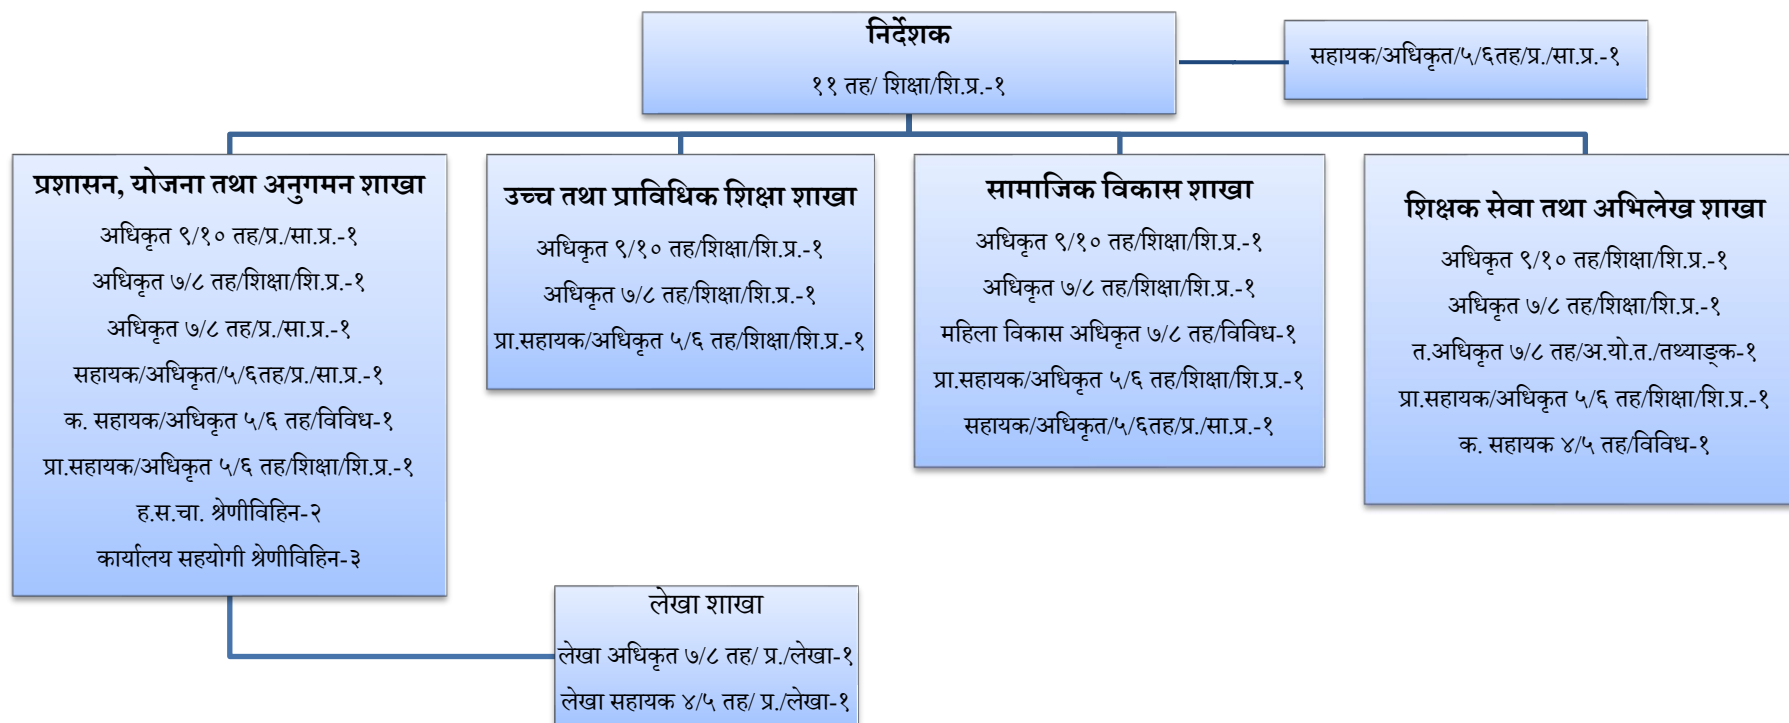 निर्देशक
११ तह/ शिक्षा/शि.प्र.-१
सहायक/अधिकृत/५/६तह/प्र./सा.प्र.-१
प्रशासन, योजना तथा अनुगमन शाखा
अधिकृत ९/१० तह/प्र./सा.प्र.-१
अधिकृत ७/८ तह/शिक्षा/शि.प्र.-१
अधिकृत ७/८ तह/प्र./सा.प्र.-१
सहायक/अधिकृत/५/६तह/प्र./सा.प्र.-१
क. सहायक/अधिकृत ५/६ तह/विविध-१
प्रा.सहायक/अधिकृत ५/६ तह/शिक्षा/शि.प्र.-१
ह.स.चा. श्रेणीविहिन-२
कार्यालय सहयोगी श्रेणीविहिन-३
उच्च तथा प्राविधिक शिक्षा शाखा
अधिकृत ९/१० तह/शिक्षा/शि.प्र.-१
अधिकृत ७/८ तह/शिक्षा/शि.प्र.-१
प्रा.सहायक/अधिकृत ५/६ तह/शिक्षा/शि.प्र.-१
सामाजिक विकास शाखा
अधिकृत ९/१० तह/शिक्षा/शि.प्र.-१
अधिकृत ७/८ तह/शिक्षा/शि.प्र.-१
महिला विकास अधिकृत ७/८ तह/विविध-१
प्रा.सहायक/अधिकृत ५/६ तह/शिक्षा/शि.प्र.-१
सहायक/अधिकृत/५/६तह/प्र./सा.प्र.-१
शिक्षक सेवा तथा अभिलेख शाखा
अधिकृत ९/१० तह/शिक्षा/शि.प्र.-१
अधिकृत ७/८ तह/शिक्षा/शि.प्र.-१
त.अधिकृत ७/८ तह/अ.यो.त./तथ्याङ्क-१
प्रा.सहायक/अधिकृत ५/६ तह/शिक्षा/शि.प्र.-१
क. सहायक ४/५ तह/विविध-१
लेखा शाखा
लेखा अधिकृत ७/८ तह/ प्र./लेखा-१
लेखा सहायक ४/५ तह/ प्र./लेखा-१